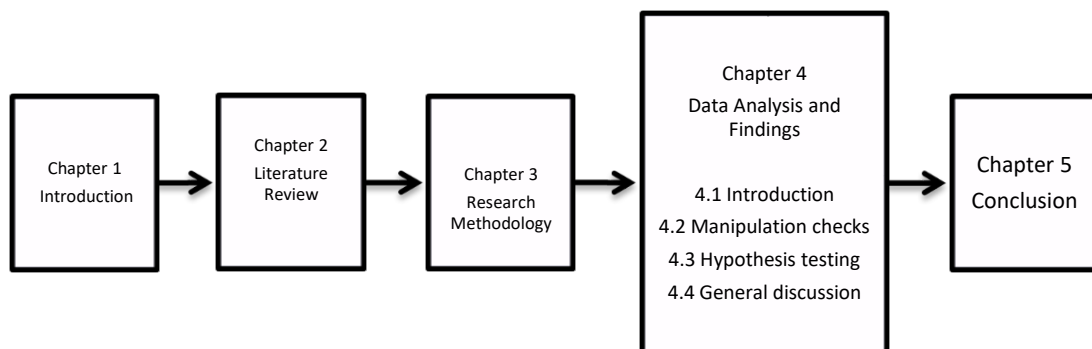 Chapter 1
Introduction
Chapter 2
Literature
Review
Chapter 3
Research
Methodology
Chapter 4
Data Analysis and
Findings
4.1 Introduction
4.2 Manipulation checks
4.3 Hypothesis testing
4.4 General discussion
Chapter 5
Conclusion